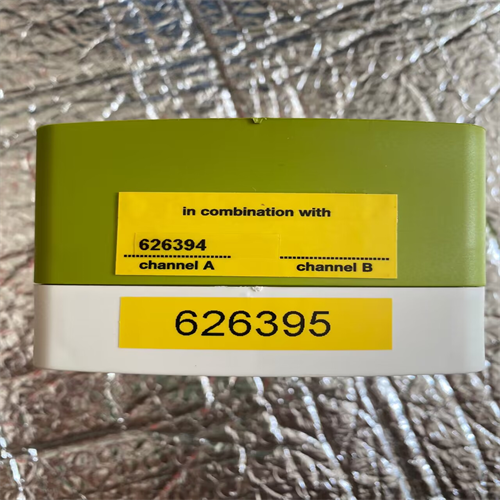 in combination with
626394
channel A channel B
626395